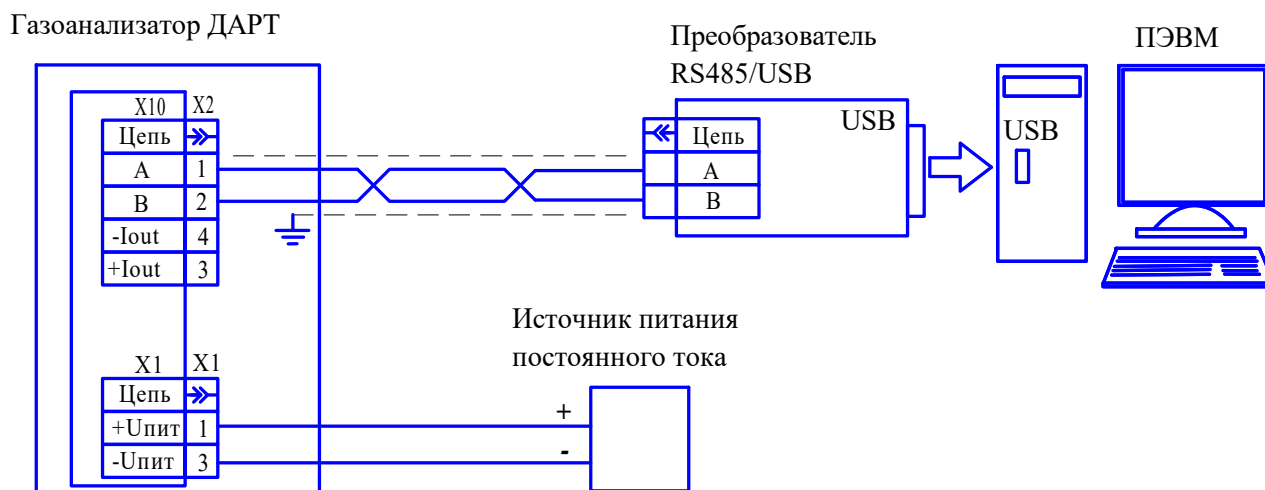 Газоанализатор ДАРТ
Преобразователь
RS485/USB
ПЭВМ
X10 X2
Цепь
A 1
B 2
-Iout 4
+Iout 3
Цепь
A
B
USB
USB
Источник питания
постоянного тока
X1 X1
Цепь
+Uпит 1
-Uпит 3
+
-